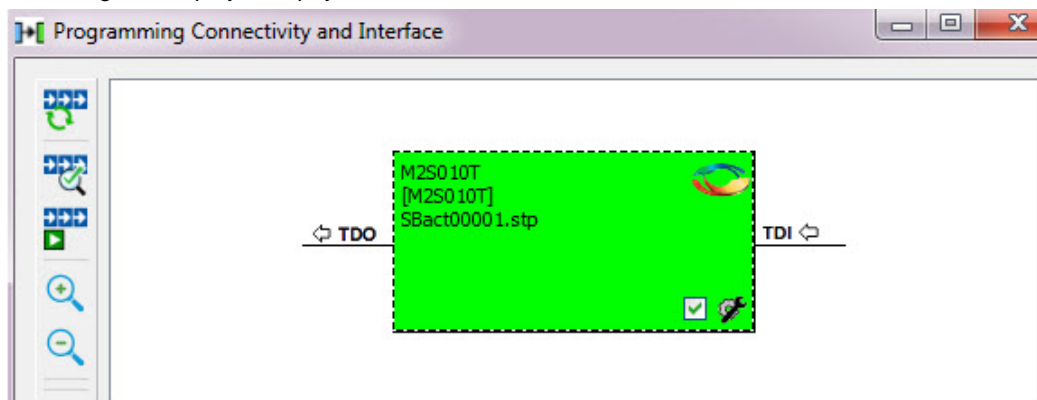 Programming Connectivity and Interface
M2S010T
[M2S010T]
SBact00001.stp
TDO
TDI